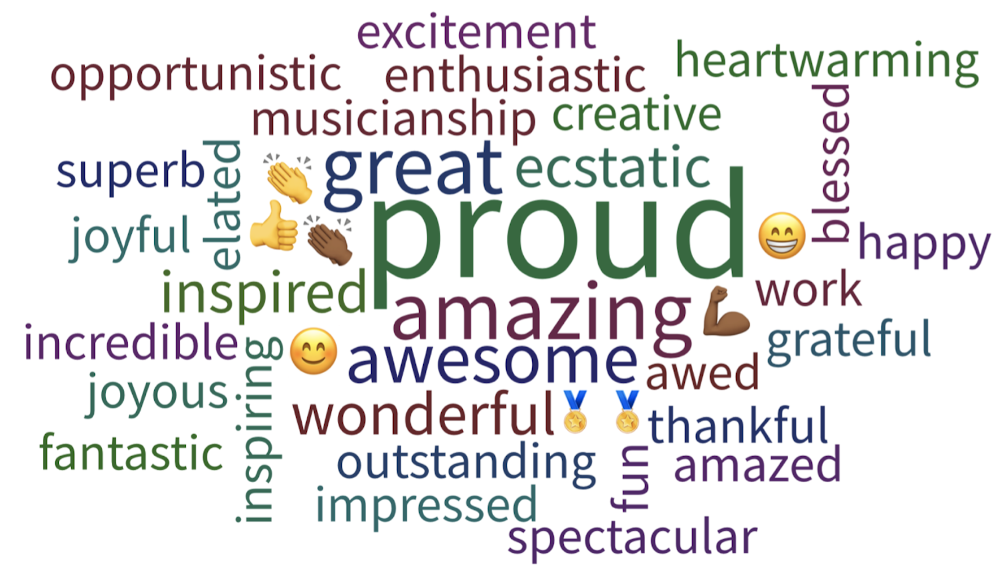 excitement
heartwarming
opportunistic
enthusiastic
musicianship
creative
blessed
superb
elated
👏
great
ecstatic
joyful
👍
👏🏾
proud
😁
happy
inspired
amazing
💪🏾
work
incredible
inspiring
😊
awesome
awed
grateful
joyous
wonderful
🏅
🏅
thankful
fantastic
outstanding
fun
amazed
impressed
spectacular